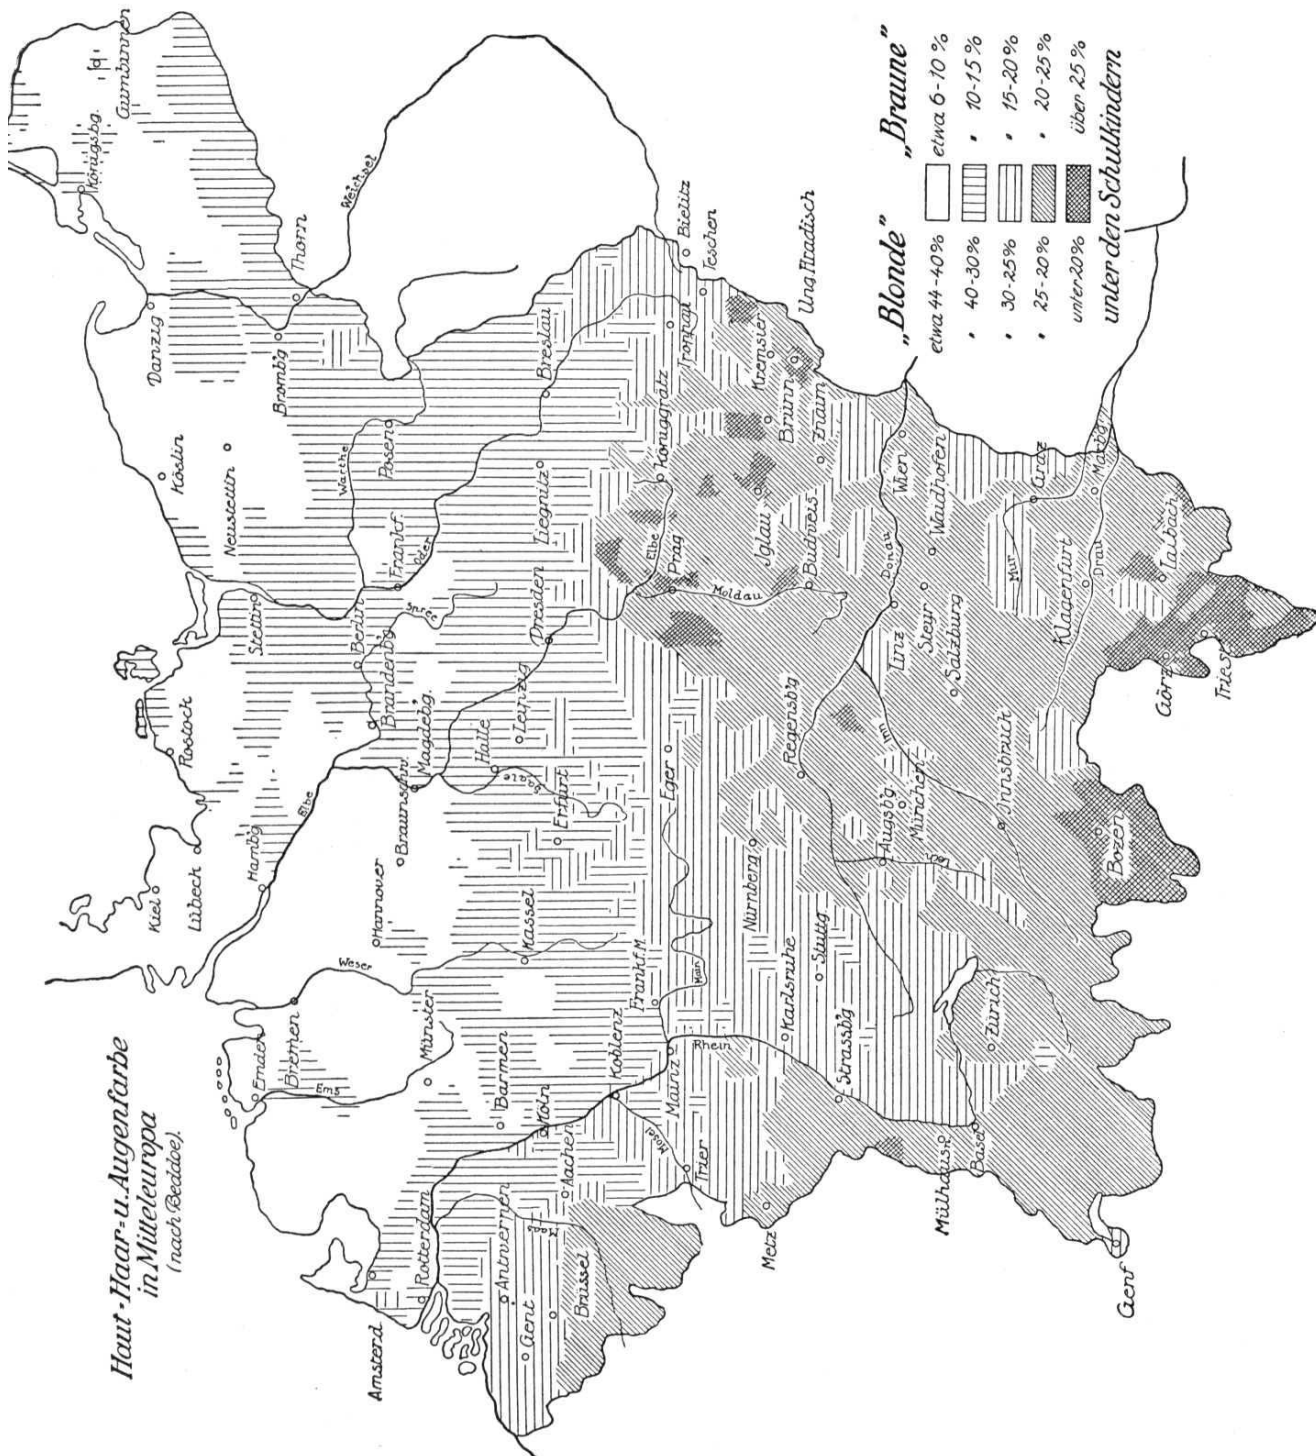 Haut-Haar-u. Augenfarbe
in Mitteleuropa
(nach Beddoe).
„Blonde” „Braune”
etwa 44-40% etwa 6-10%
" 40-30% " 10-15%
" 30-25% " 15-20%
" 25-20% " 20-25%
unter 20% über 25%
unter den Schulkindern
Königsbg.
Gumbinnen
Danzig
Thorn
Weichsel
Brombg
Köslin
Neustettin
Warthe
Posen
Stettin
Frankf.
Oder
Berlin
Spree
Brandenbg.
Rostock
Lübeck
Kiel
Hambg
Elbe
Magdebg.
Braunschw.
Hannover
Bremen
Weser
Emden
Ems
Münster
Amsterd.
Rotterdam
Antwerpen
Gent
Brüssel
Maas
Aachen
Köln
Barmen
Koblenz
Kassel
Erfurt
Saale
Halle
Leipzig
Dresden
Liegnitz
Breslau
Bielitz
Teschen
Troppau
Königgrätz
Elbe
Prag
Moldau
Eger
Frankf. M.
Main
Mainz
Rhein
Mosel
Trier
Metz
Karlsruhe
Stuttg.
Strassbg
Nürnberg
Regensbg
Budweis
Iglau
Kremsier
Ung. Hradisch
Brünn
Znaim
Donau
Wien
Waidhofen
Linz
Steyr
Salzburg
Inn
Augsbg
München
Lech
Innsbruck
Zürich
Mülhausn
Basel
Genf
Bozen
Mur
Graz
Marbg.
Drau
Klagenfurt
Laibach
Görz
Triest